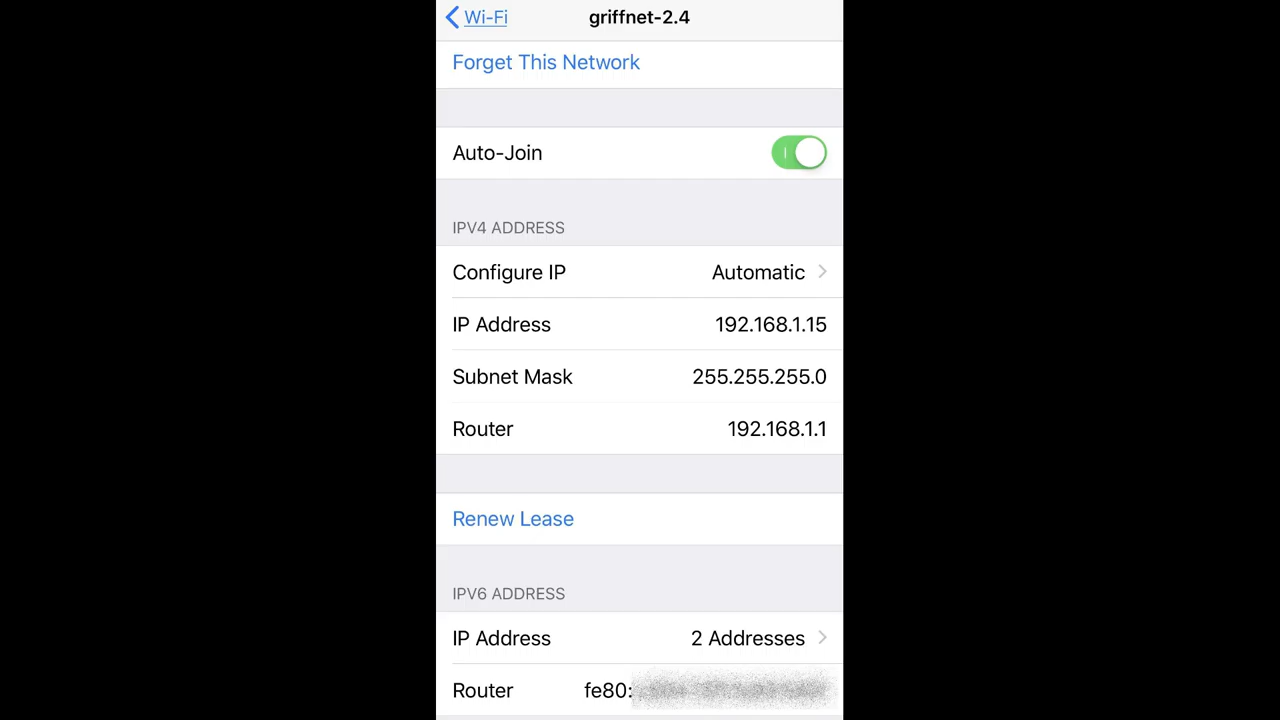 Wi-Fi griffnet-2.4
Forget This Network
Auto-Join
IPV4 ADDRESS
Configure IP Automatic
IP Address 192.168.1.15
Subnet Mask 255.255.255.0
Router 192.168.1.1
Renew Lease
IPV6 ADDRESS
IP Address 2 Addresses
Router fe80: